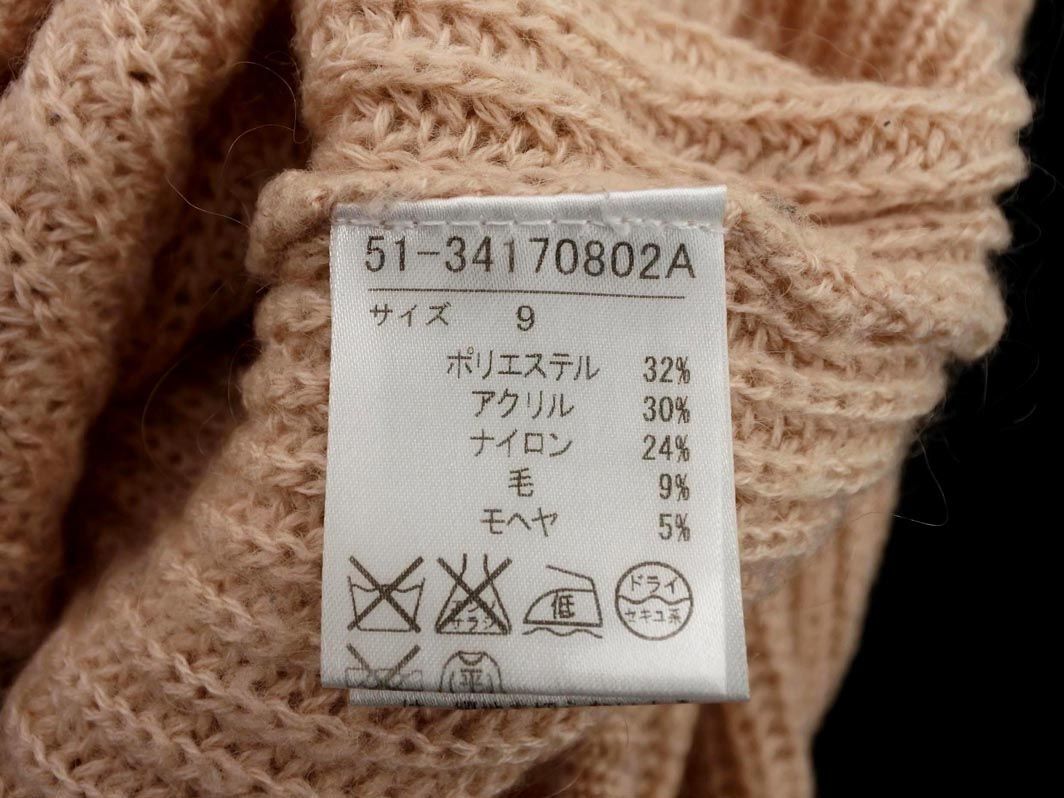 51-34170802A
サイズ 9
ポリエステル 32%
アクリル 30%
ナイロン 24%
毛 9%
モヘヤ 5%
低
ドライ
セキユ系
平